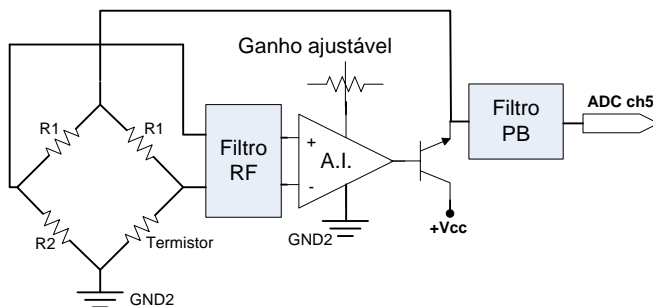 Ganho ajustável
R1
R1
R2
Termistor
GND2
Filtro
RF
+
-
A.I.
GND2
+Vcc
Filtro
PB
ADC ch5